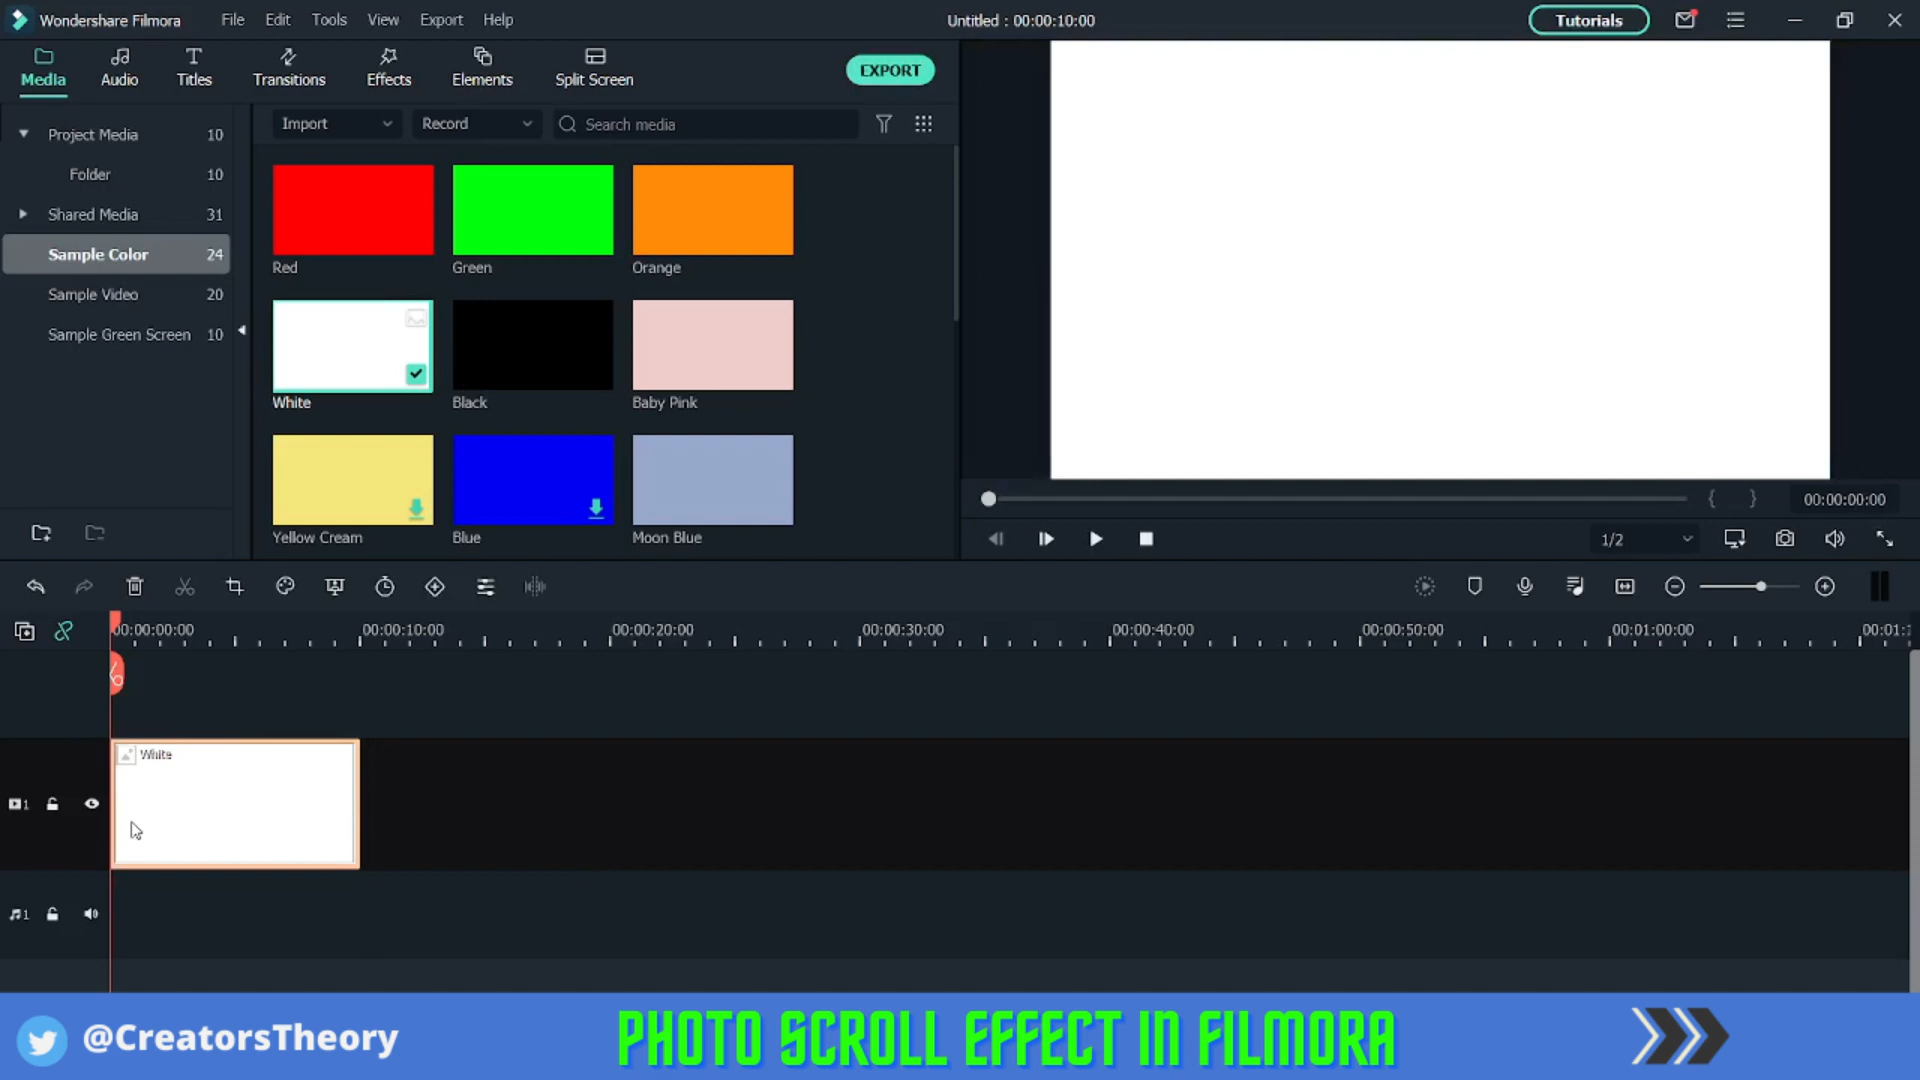 Wondershare Filmora File Edit Tools View Export Help Untitled : 00:00:10:00 Tutorials
Media Audio Titles Transitions Effects Elements Split Screen EXPORT
Import Record Search media
Project Media 10
Folder 10
Shared Media 31
Sample Color 24
Sample Video 20
Sample Green Screen 10
Red Green Orange
White Black Baby Pink
Yellow Cream Blue Moon Blue
{ } 00:00:00:00
1/2
00:00:00:00 00:00:10:00 00:00:20:00 00:00:30:00 00:00:40:00 00:00:50:00 00:01:00:00
White
1
1
@CreatorsTheory PHOTO SCROLL EFFECT IN FILMORA